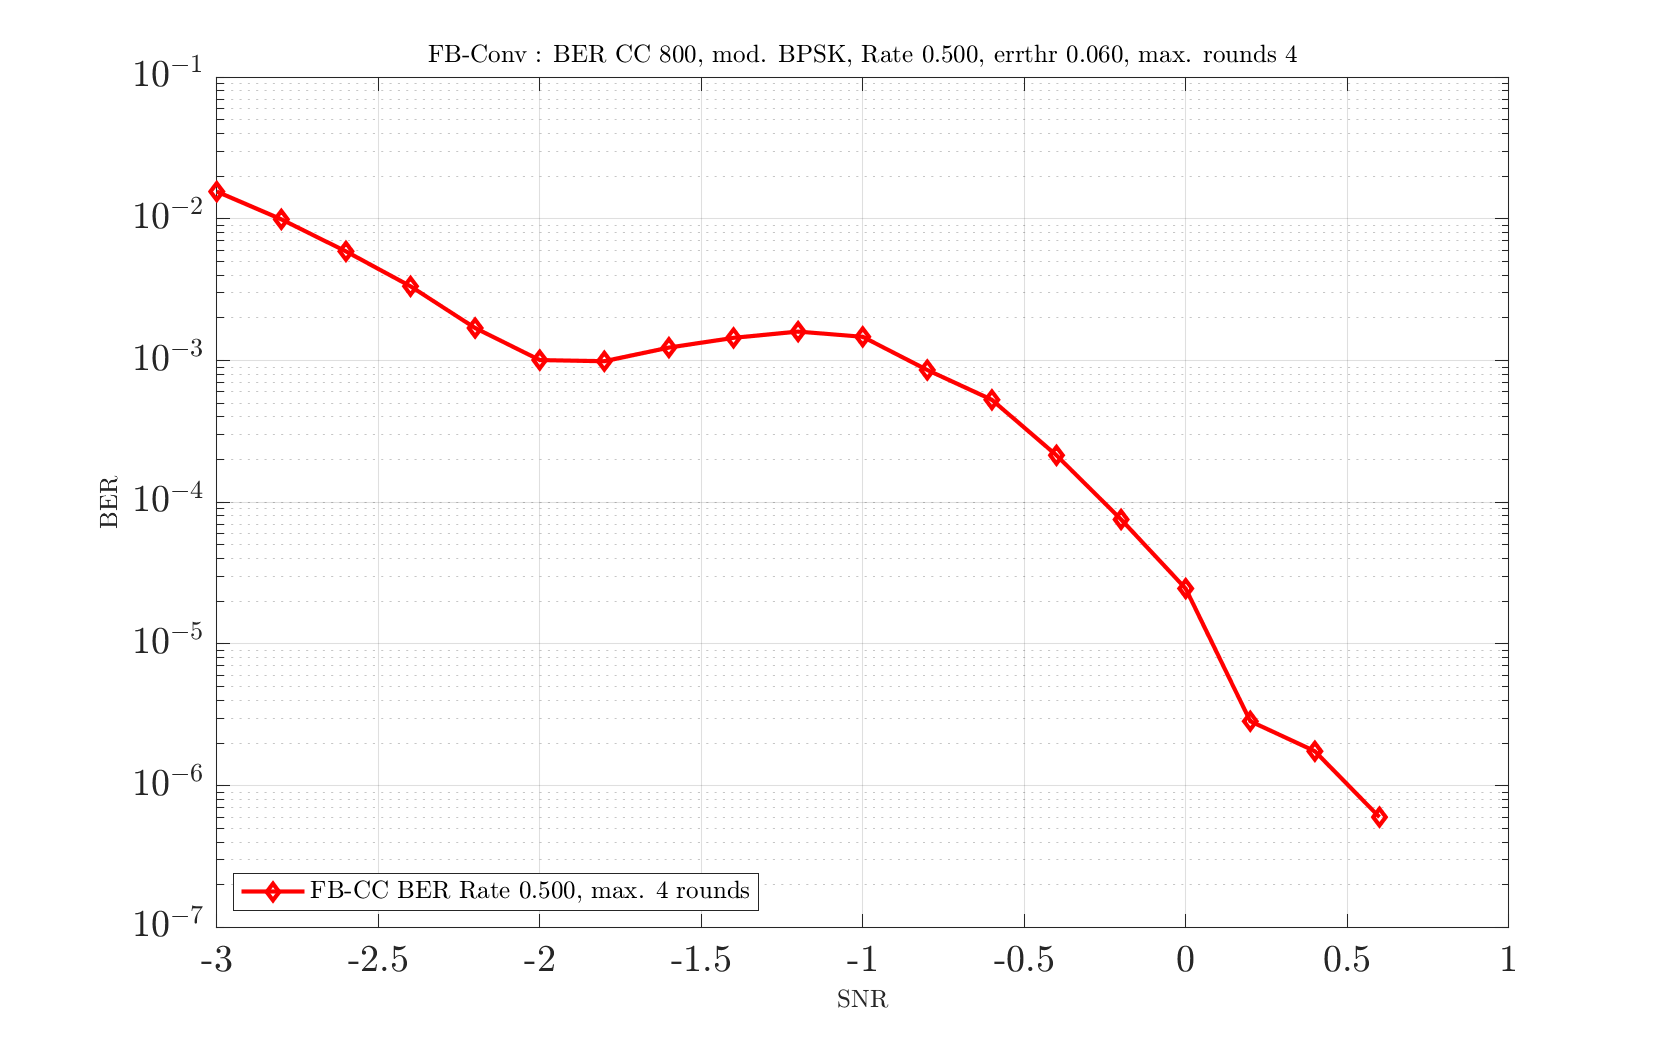 FB-Conv : BER CC 800, mod. BPSK, Rate 0.500, errthr 0.060, max. rounds 4
10^{-1}
10^{-2}
10^{-3}
10^{-4}
10^{-5}
10^{-6}
10^{-7}
BER
FB-CC BER Rate 0.500, max. 4 rounds
-3 -2.5 -2 -1.5 -1 -0.5 0 0.5 1
SNR